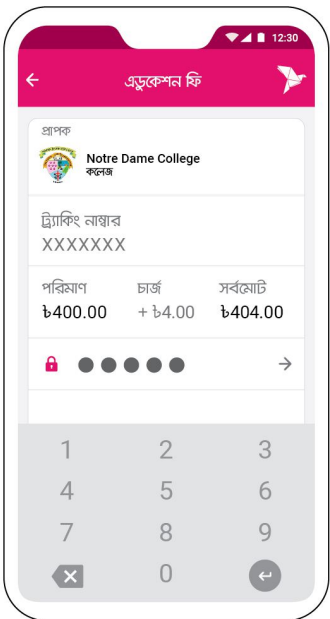 12:30
এডুকেশন ফি
প্রাপক
Notre Dame College
কলেজ
ট্র্যাকিং নাম্বার
XXXXXXX
পরিমাণ চার্জ সর্বমোট
৳400.00 + ৳4.00 ৳404.00
1 2 3
4 5 6
7 8 9
0